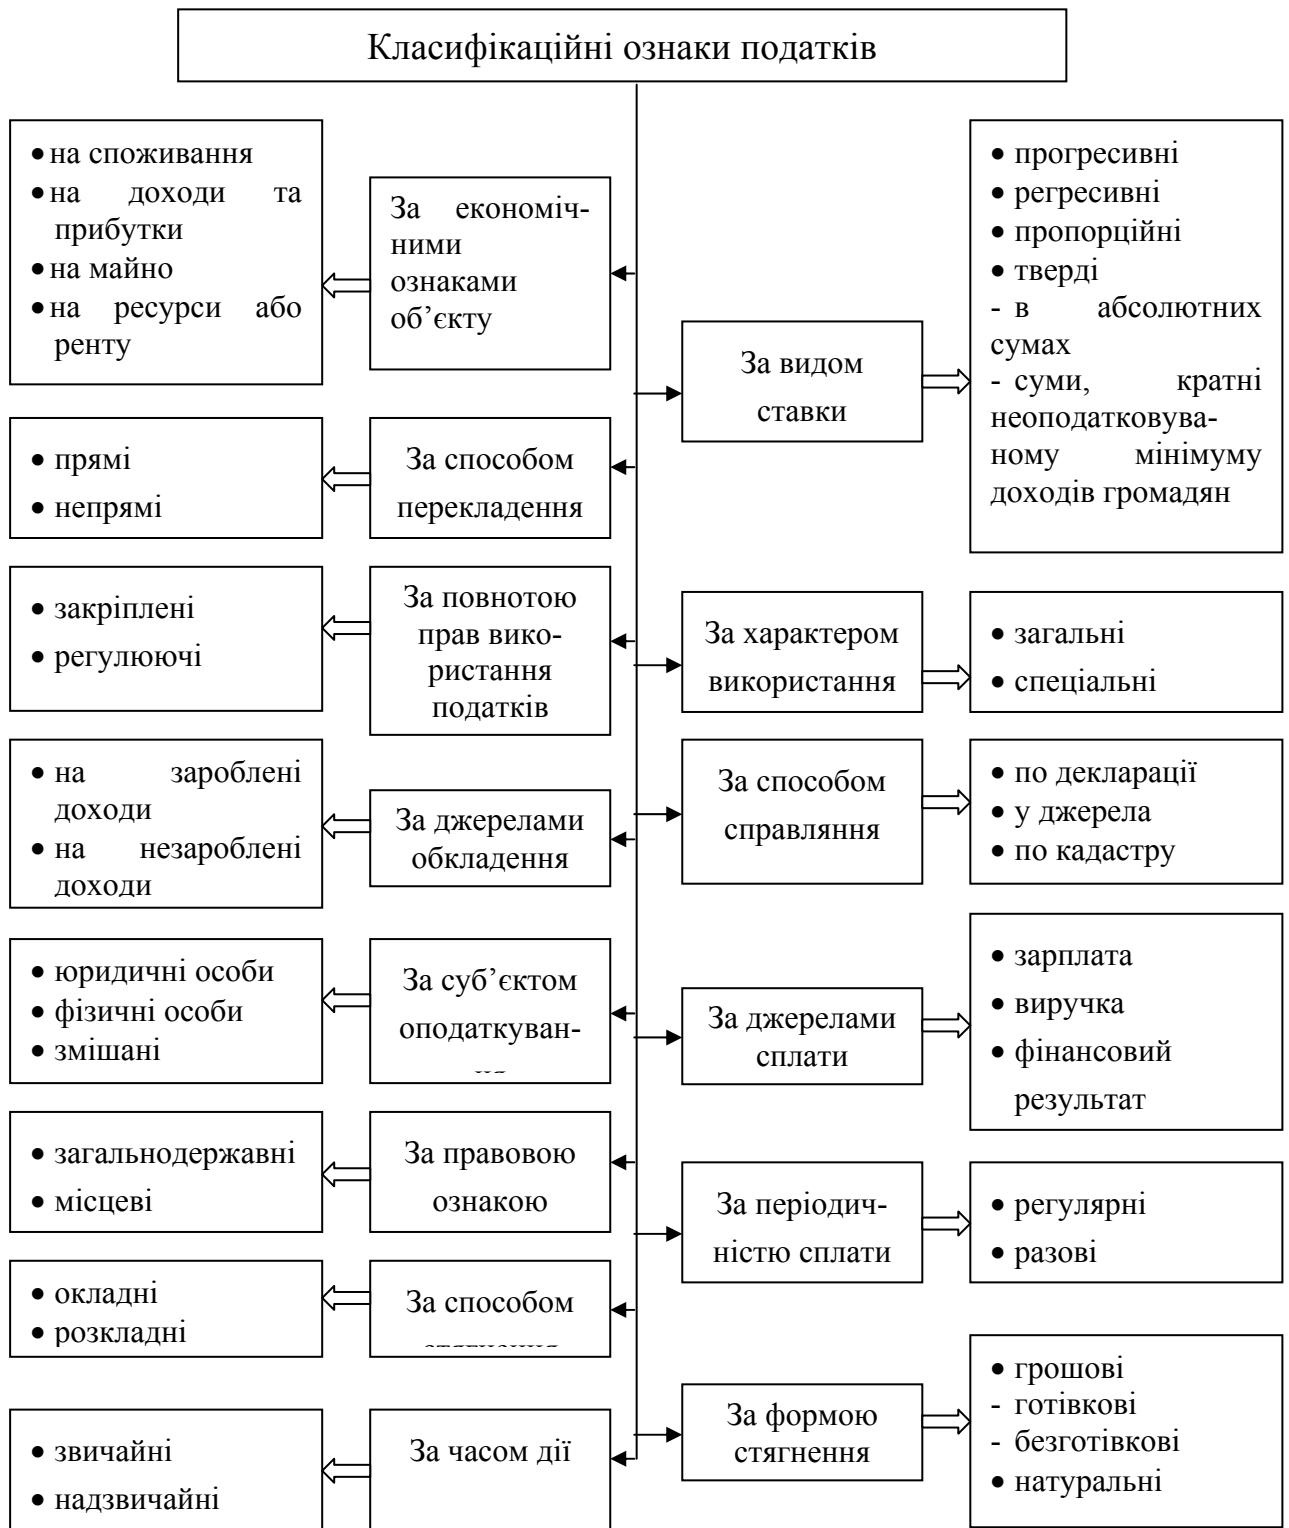 Класифікаційні ознаки податків
• на споживання
• на доходи та
прибутки
• на майно
• на ресурси або
ренту
За економіч-
ними
ознаками
об’єкту
• прямі
• непрямі
За способом
перекладення
• закріплені
• регулюючі
За повнотою
прав вико-
ристання
податків
• на зароблені
доходи
• на незароблені
доходи
За джерелами
обкладення
• юридичні особи
• фізичні особи
• змішані
За суб’єктом
оподаткуван-
• загальнодержавні
• місцеві
За правовою
ознакою
• окладні
• розкладні
За способом
• звичайні
• надзвичайні
За часом дії
За видом
ставки
• прогресивні
• регресивні
• пропорційні
• тверді
- в абсолютних
сумах
- суми, кратні
неоподатковува-
ному мінімуму
доходів громадян
За характером
використання
• загальні
• спеціальні
За способом
справляння
• по декларації
• у джерела
• по кадастру
За джерелами
сплати
• зарплата
• виручка
• фінансовий
результат
За періодич-
ністю сплати
• регулярні
• разові
За формою
стягнення
• грошові
- готівкові
- безготівкові
• натуральні